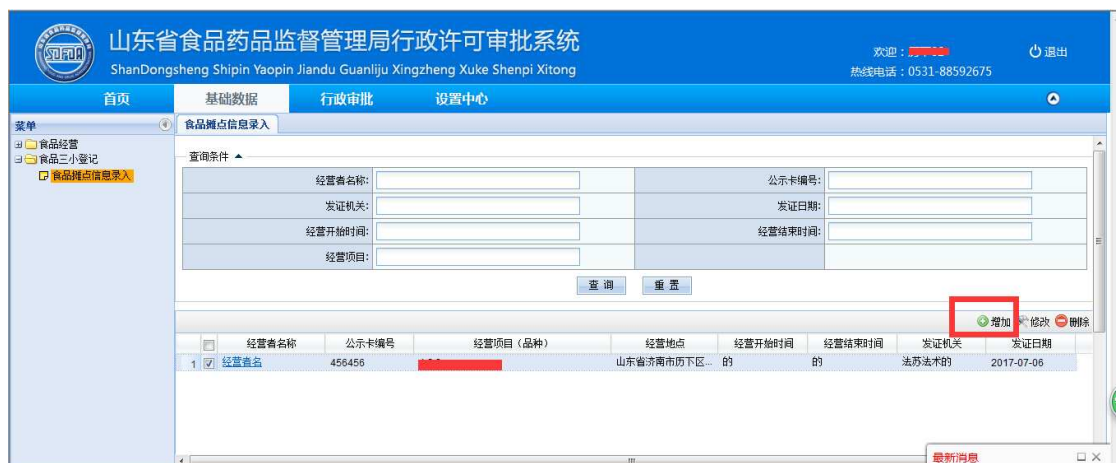 山东省食品药品监督管理局行政许可审批系统
ShanDongsheng Shipin Yaopin Jiandu Guanliju Xingzheng Xuke Shenpi Xitong
SDFDA
欢迎：
退出
热线电话：0531-88592675
首页 基础数据 行政审批 设置中心
菜单
食品经营
食品三小登记
食品摊点信息录入
食品摊点信息录入
查询条件
经营者名称: 公示卡编号:
发证机关: 发证日期:
经营开始时间: 经营结束时间:
经营项目:
查 询 重 置
增加 修改 删除
经营者名称 公示卡编号 经营项目（品种） 经营地点 经营开始时间 经营结束时间 发证机关 发证日期
1 经营者名 456456 山东省济南市历下区... 的 的 法苏法术的 2017-07-06
最新消息